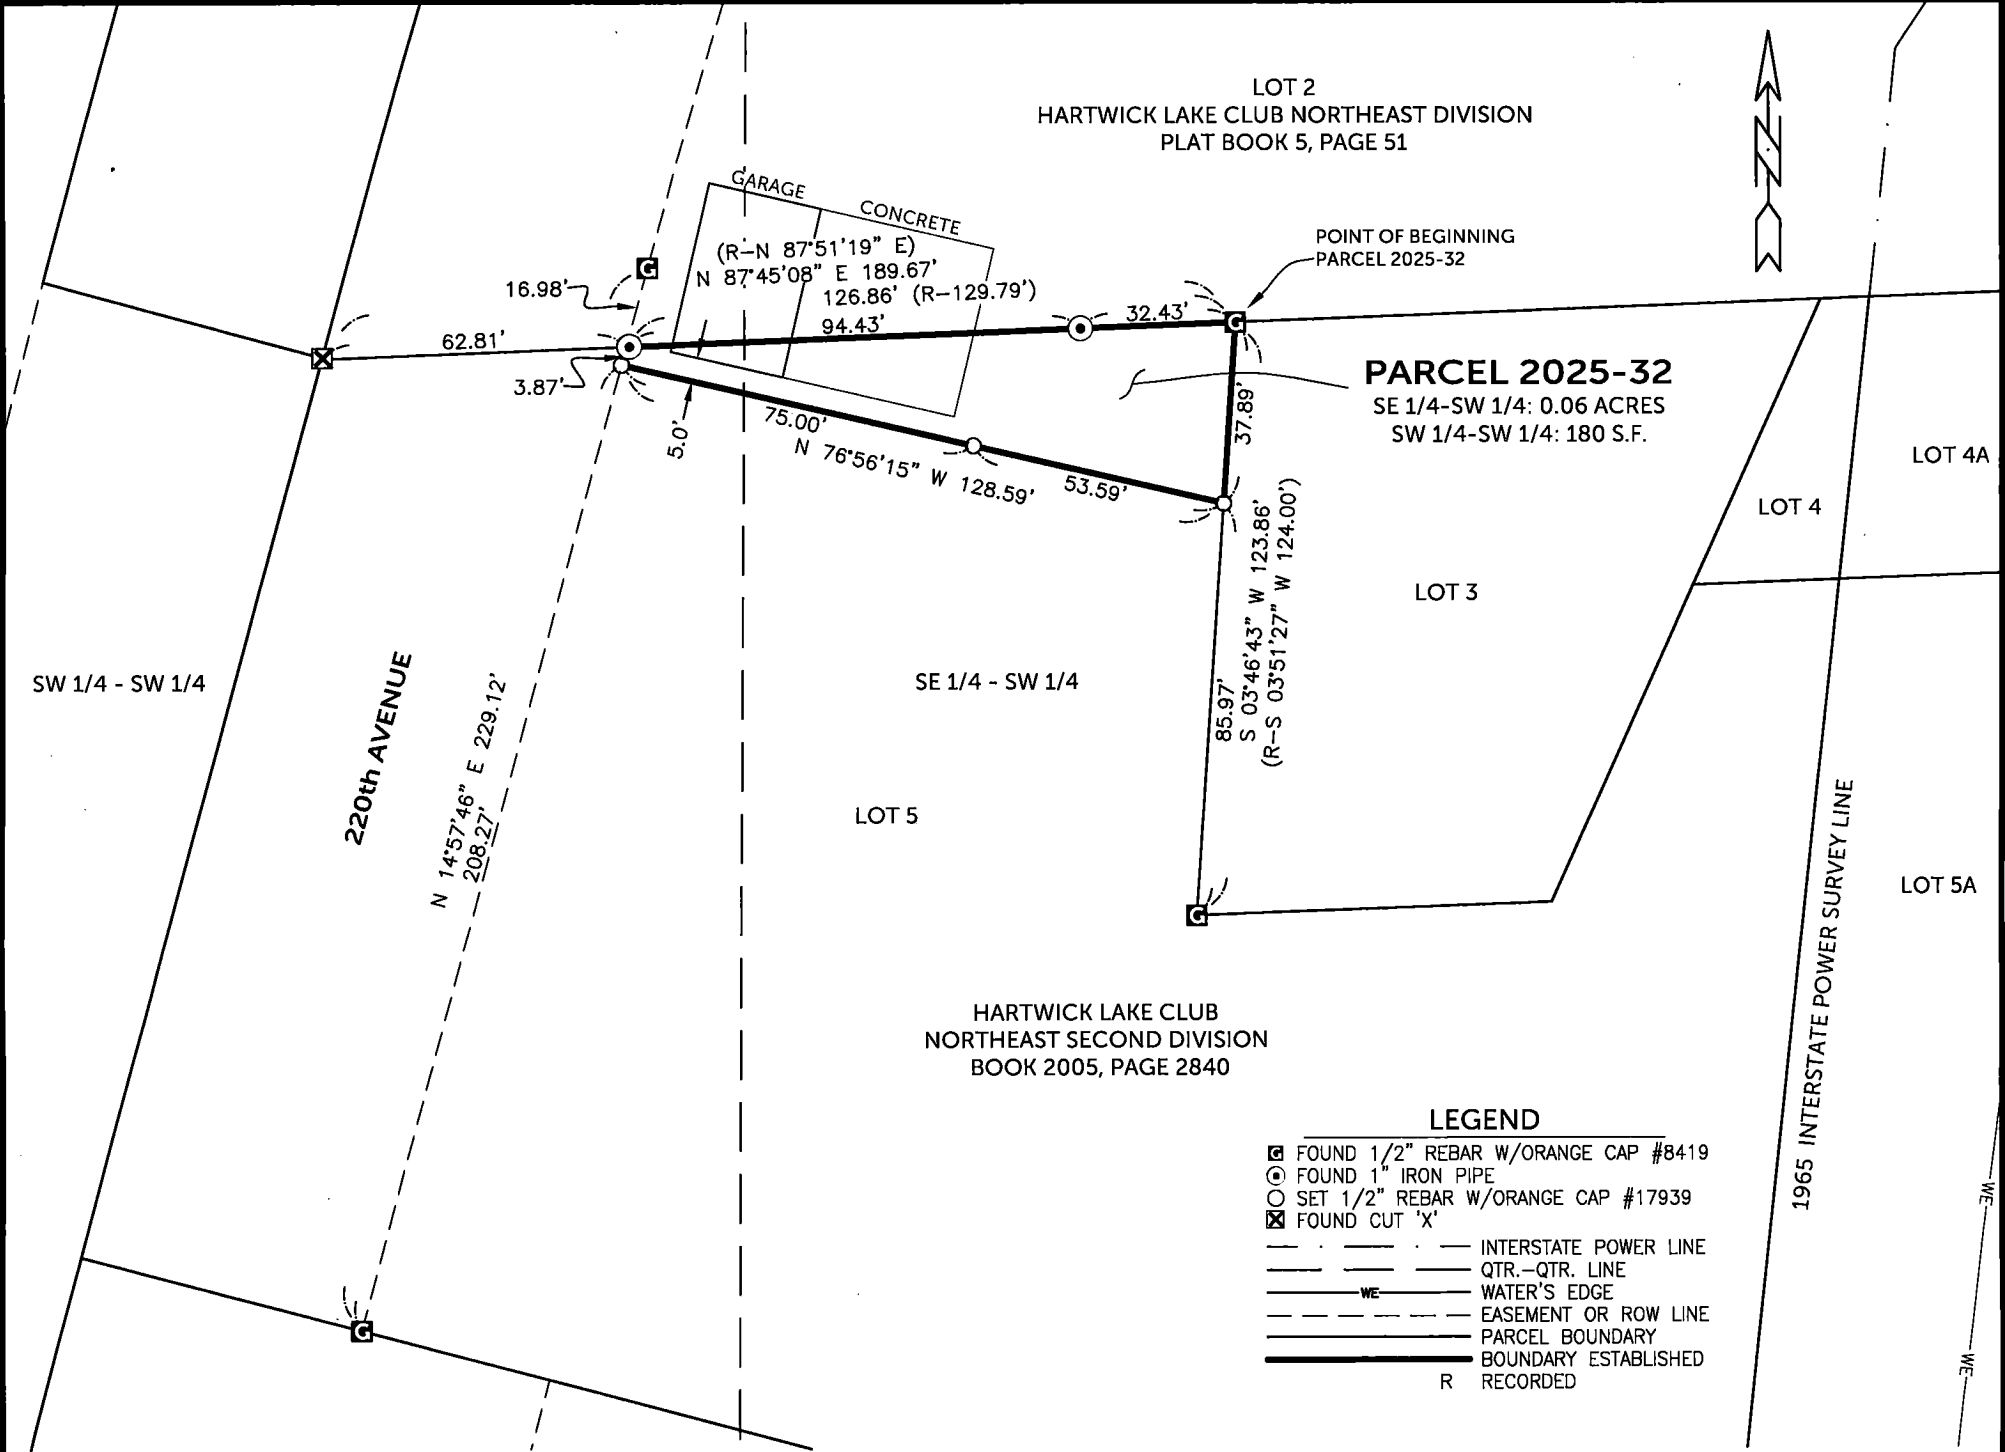 LOT 2
HARTWICK LAKE CLUB NORTHEAST DIVISION
PLAT BOOK 5, PAGE 51
N
GARAGE
CONCRETE
(R-N 87°51'19" E)
N 87°45'08" E 189.67'
126.86' (R-129.79')
POINT OF BEGINNING
PARCEL 2025-32
G
16.98'
62.81'
94.43'
32.43'
G
3.87'
5.0'
75.00'
N 76°56'15" W 128.59'
53.59'
37.89'
PARCEL 2025-32
SE 1/4-SW 1/4: 0.06 ACRES
SW 1/4-SW 1/4: 180 S.F.
LOT 4A
LOT 4
LOT 3
85.97'
S 03°46'43" W 123.86'
(R-S 03°51'27" W 124.00')
SW 1/4 - SW 1/4
220th AVENUE
N 14°57'46" E 229.12'
208.27'
SE 1/4 - SW 1/4
LOT 5
G
LOT 5A
1965 INTERSTATE POWER SURVEY LINE
HARTWICK LAKE CLUB
NORTHEAST SECOND DIVISION
BOOK 2005, PAGE 2840
G
WE
WE
LEGEND
G FOUND 1/2" REBAR W/ORANGE CAP #8419
FOUND 1" IRON PIPE
SET 1/2" REBAR W/ORANGE CAP #17939
FOUND CUT 'X'
INTERSTATE POWER LINE
QTR.-QTR. LINE
WE WATER'S EDGE
EASEMENT OR ROW LINE
PARCEL BOUNDARY
BOUNDARY ESTABLISHED
R RECORDED